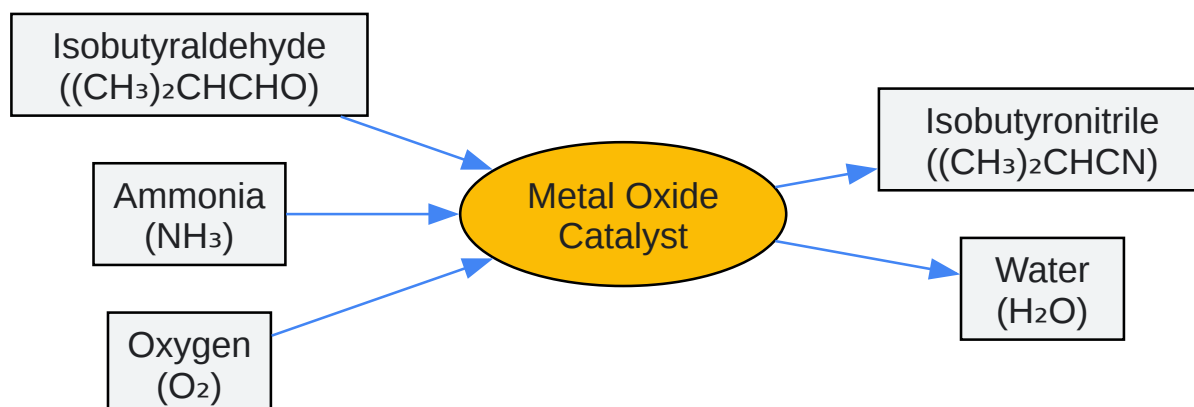 Isobutyraldehyde
((CH₃)₂CHCHO)
Ammonia
(NH₃)
Oxygen
(O₂)
Metal Oxide
Catalyst
Isobutyronitrile
((CH₃)₂CHCN)
Water
(H₂O)